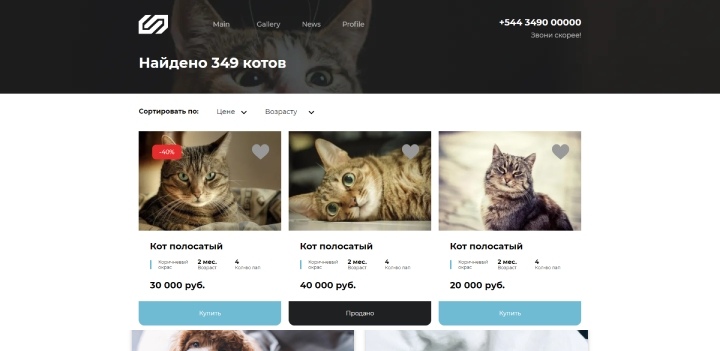 Main Gallery News Profile
+544 3490 00000
Звони скорее!
Найдено 349 котов
Сортировать по: Цене Возрасту
-40%
Кот полосатый
Коричневый окрас
2 мес.
Возраст
4
Кол-во лап
30 000 руб.
Купить
Кот полосатый
Коричневый окрас
2 мес.
Возраст
4
Кол-во лап
40 000 руб.
Продано
Кот полосатый
Коричневый окрас
2 мес.
Возраст
4
Кол-во лап
20 000 руб.
Купить